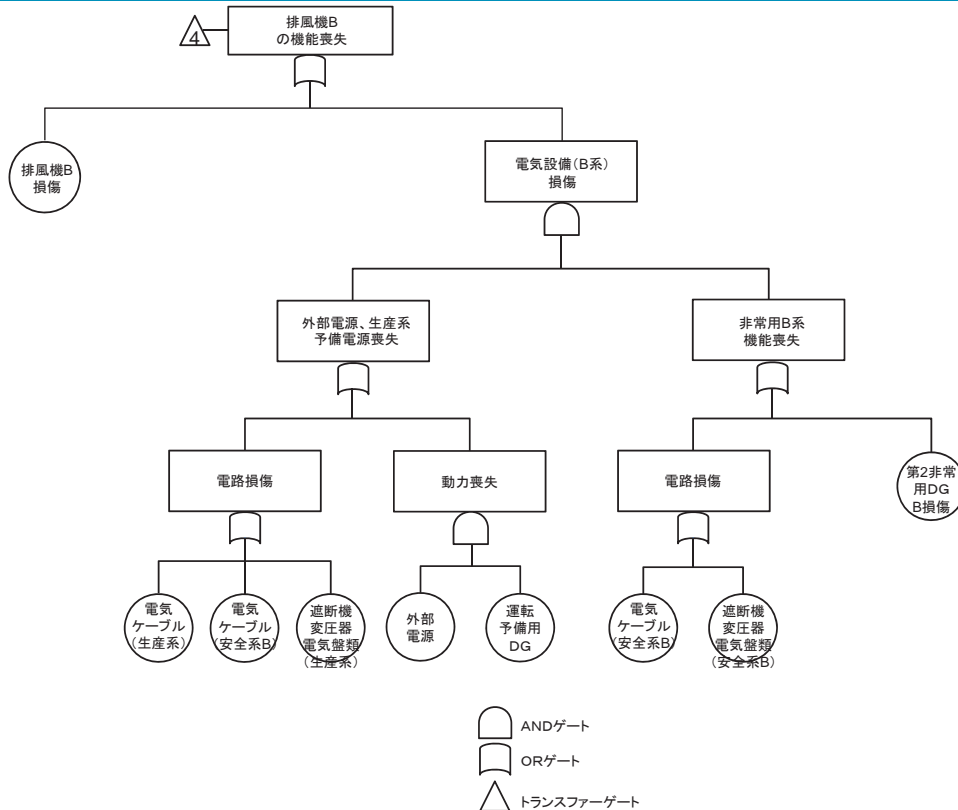 排風機B
の機能喪失
4
排風機B
損傷
電気設備(B系)
損傷
外部電源、生産系
予備電源喪失
非常用B系
機能喪失
電路損傷
動力喪失
電路損傷
第2非常
用DG
B損傷
電気
ケーブル
(生産系)
電気
ケーブル
(安全系B)
遮断機
変圧器
電気盤類
(生産系)
外部
電源
運転
予備用
DG
電気
ケーブル
(安全系B)
遮断機
変圧器
電気盤類
(安全系B)
ANDゲート
ORゲート
トランスファーゲート